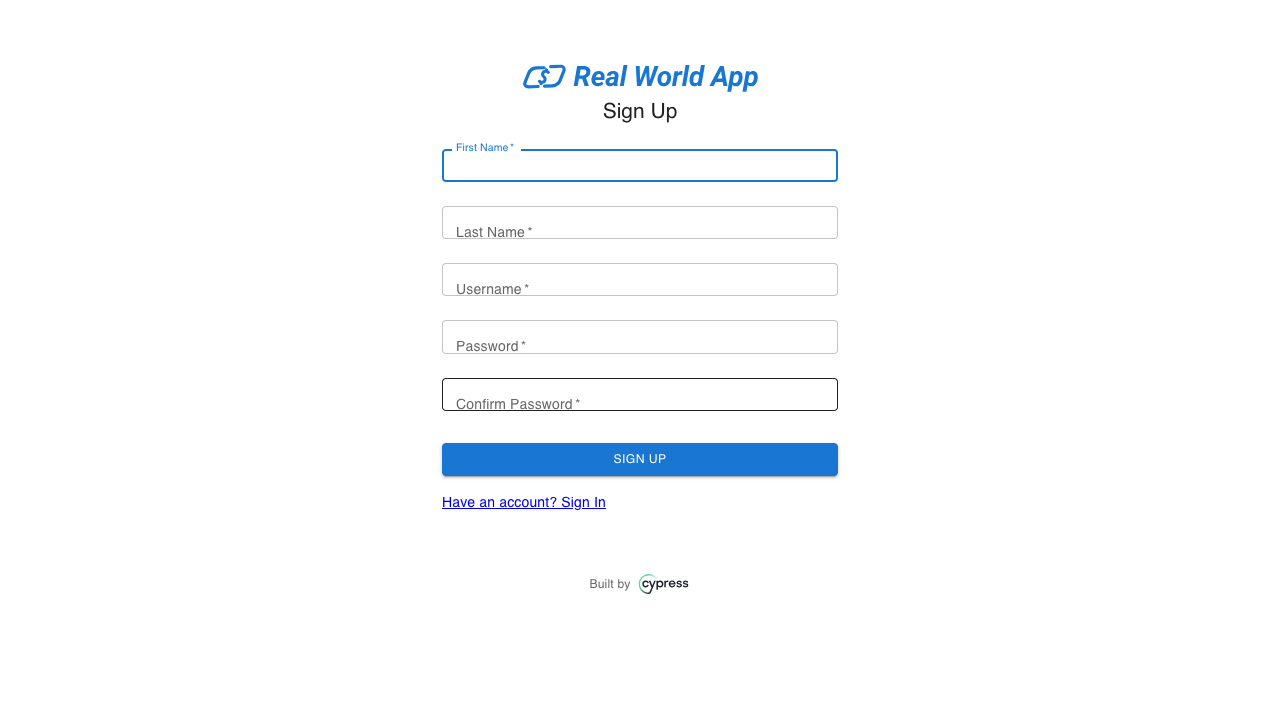 Real World App
Sign Up
First Name *
Last Name *
Username *
Password *
Confirm Password *
SIGN UP
Have an account? Sign In
Built by cypress